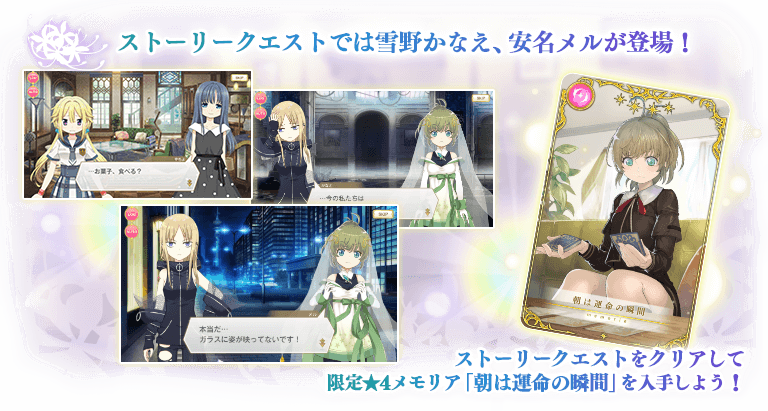 ストーリークエストでは雪野かなえ、安名メルが登場！
SKIP
…お菓子、食べる？
…今の私たちは
SKIP
本当だ…
ガラスに姿が映ってないです！
朝は運命の瞬間
memoria
ストーリークエストをクリアして
限定★4メモリア「朝は運命の瞬間」を入手しよう！